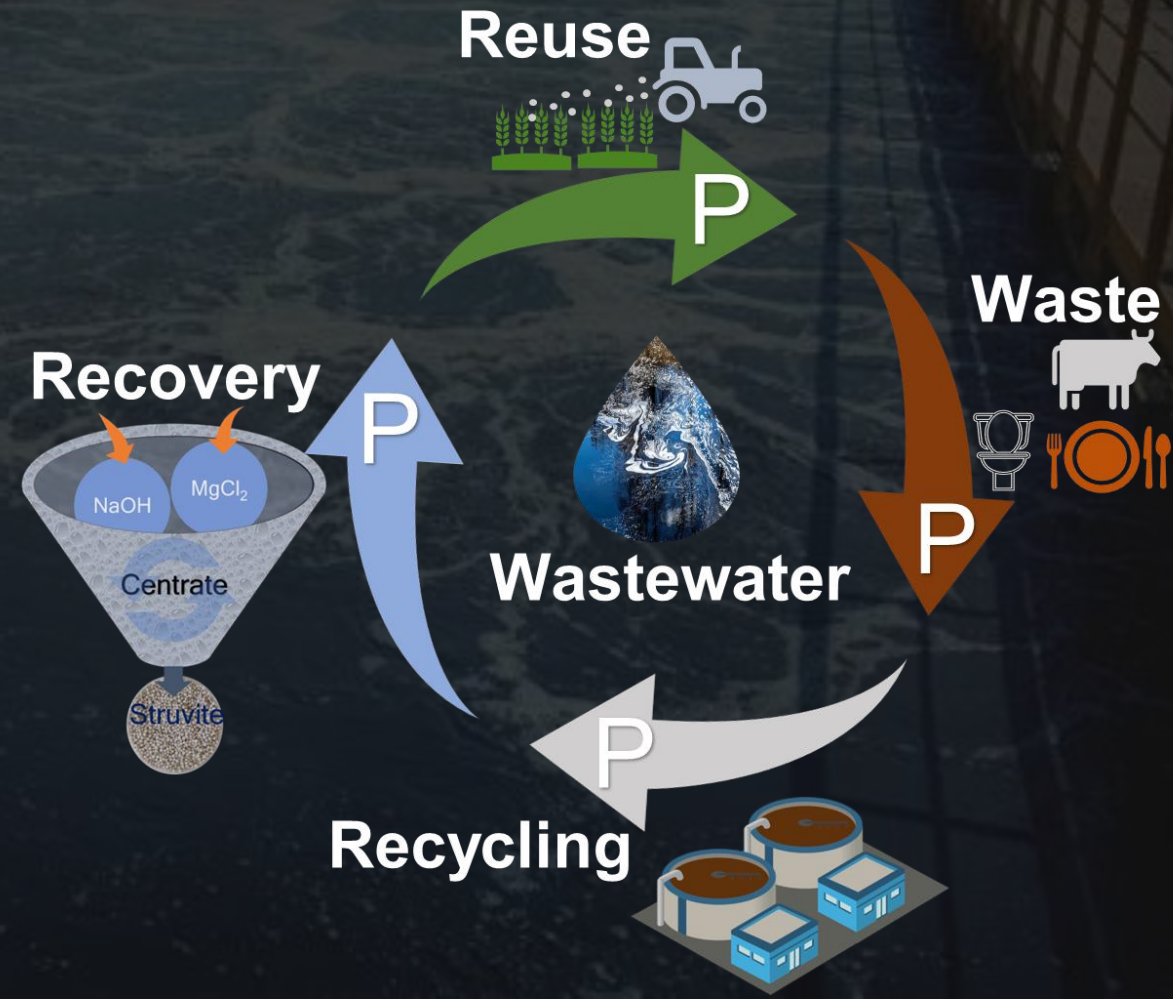 Reuse
P
Waste
Recovery
P
NaOH
MgCl₂
P
Wastewater
Centrate
Struvite
P
Recycling